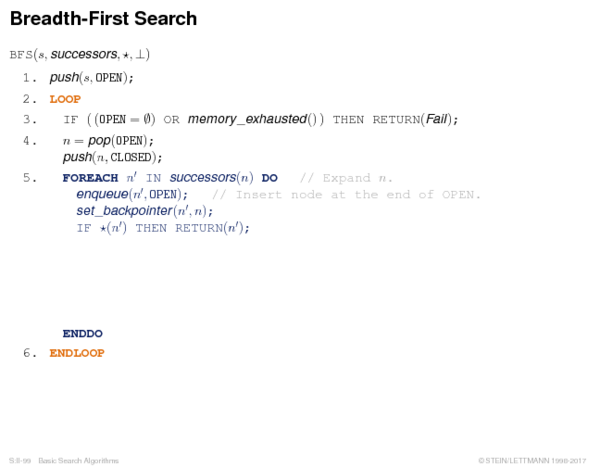 Breadth-First Search
BFS(s, successors, ⋆, ⊥)
1. push(s, OPEN);
2. LOOP
3. IF ((OPEN = ∅) OR memory_exhausted()) THEN RETURN(Fail);
4. n = pop(OPEN);
push(n, CLOSED);
5. FOREACH n′ IN successors(n) DO // Expand n.
enqueue(n′, OPEN); // Insert node at the end of OPEN.
set_backpointer(n′, n);
IF ⋆(n′) THEN RETURN(n′);
ENDDO
6. ENDLOOP
S:II-99 Basic Search Algorithms ©STEIN/LETTMANN 1998-2017